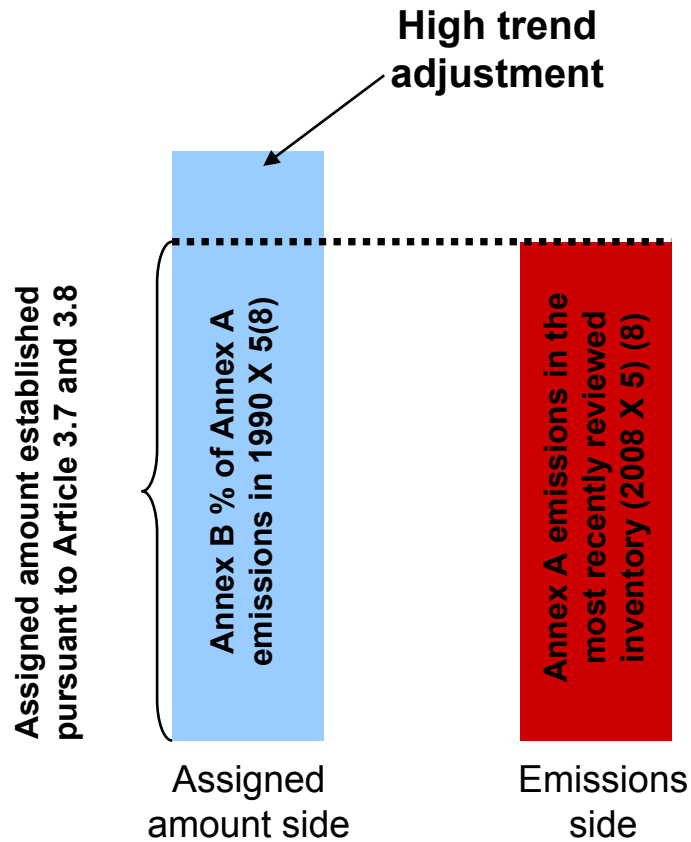 High trend
adjustment
Assigned amount established
pursuant to Article 3.7 and 3.8
Annex B % of Annex A
emissions in 1990 X 5(8)
Annex A emissions in the
most recently reviewed
inventory (2008 X 5) (8)
Assigned
amount side
Emissions
side